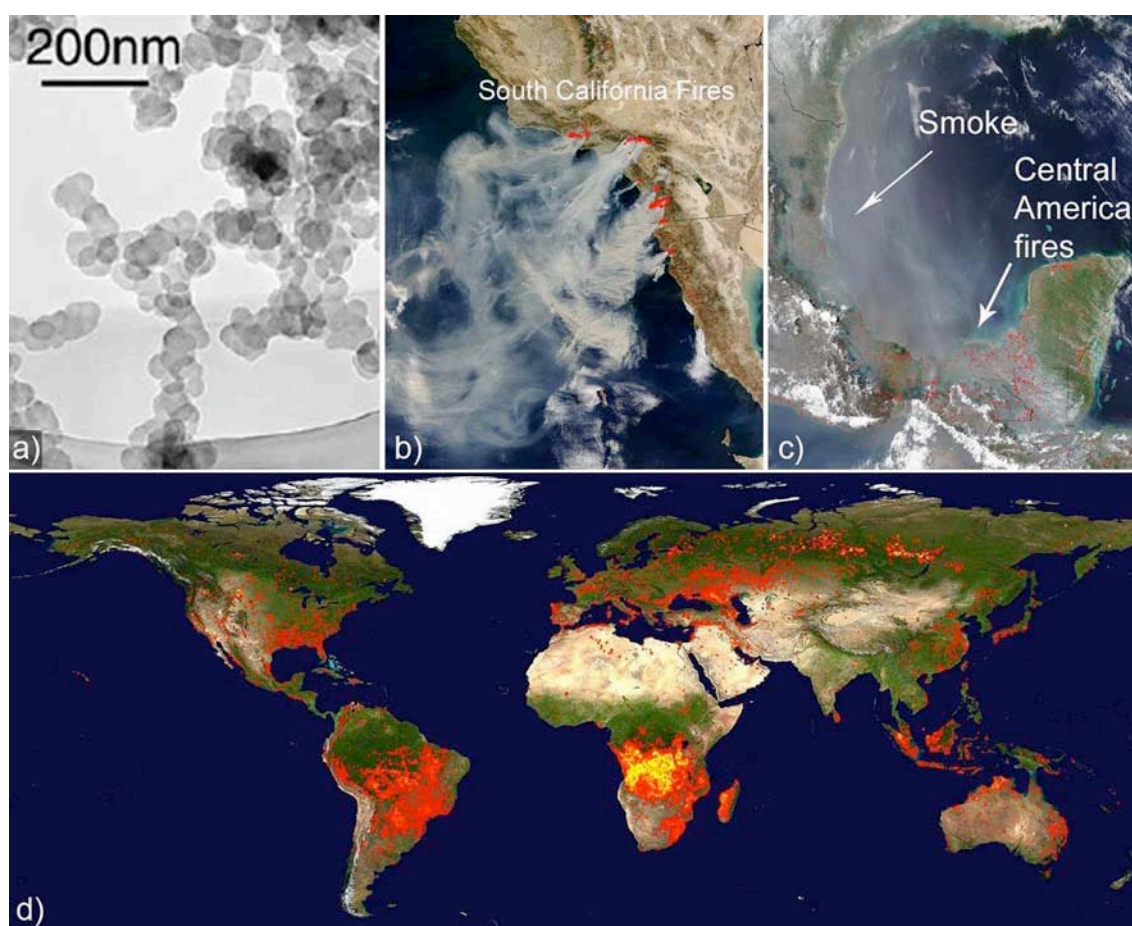 200nm
a)
South California Fires
b)
Smoke
Central
America
fires
c)
d)